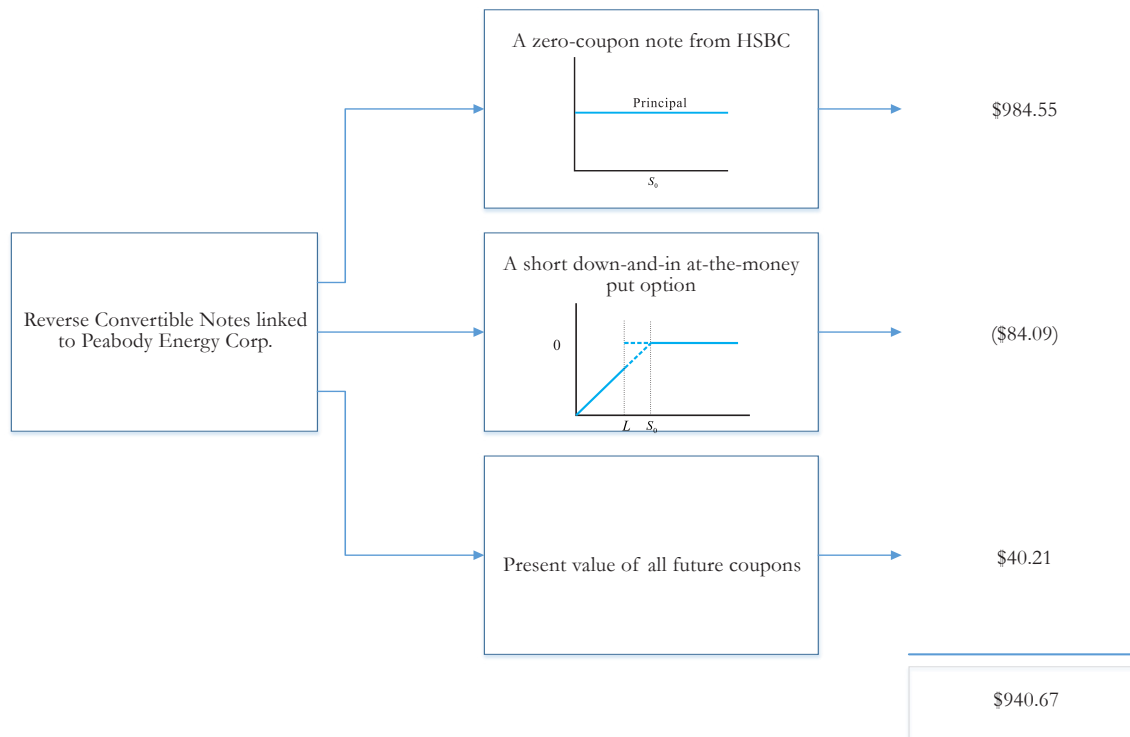 A zero-coupon note from HSBC
Principal
S₀
$984.55
Reverse Convertible Notes linked
to Peabody Energy Corp.
A short down-and-in at-the-money
put option
0
L S₀
($84.09)
Present value of all future coupons
$40.21
$940.67